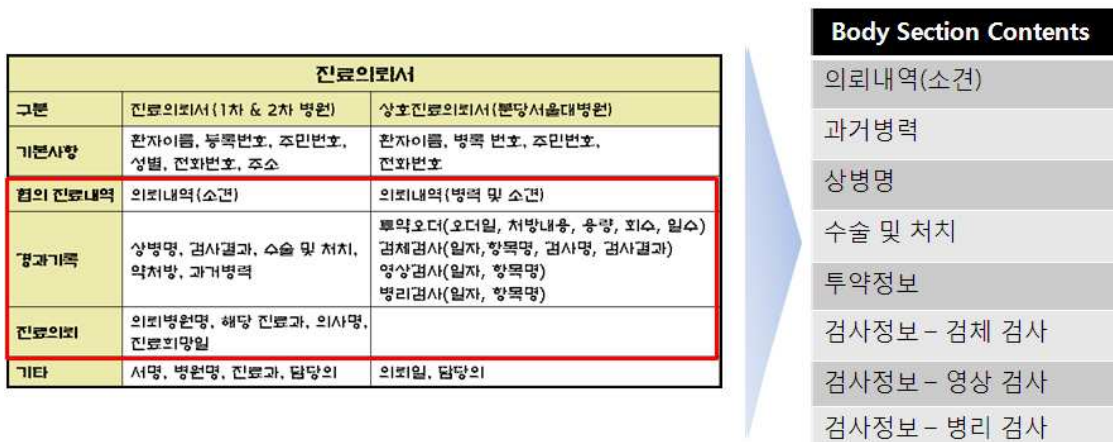 진료의뢰서
구분 진료의뢰서(1차 & 2차 병원) 상호진료의뢰서(분당서울대병원)
기본사항 환자이름, 등록번호, 주민번호, 환자이름, 병록 번호, 주민번호,
성별, 전화번호, 주소 전화번호
협의 진료내역 의뢰내역(소견) 의뢰내역(병력 및 소견)
경과기록 상병명, 검사결과, 수술 및 처치, 약처방, 과거병력
투약오더(오더일, 처방내용, 용량, 회수, 일수)
검체검사(일자,항목명, 검사명, 검사결과)
영상검사(일자, 항목명)
병리검사(일자, 항목명)
진료의뢰 의뢰병원명, 해당 진료과, 의사명,
진료희망일
기타 서명, 병원명, 진료과, 담당의 의뢰일, 담당의
Body Section Contents
의뢰내역(소견)
과거병력
상병명
수술 및 처치
투약정보
검사정보 – 검체 검사
검사정보 – 영상 검사
검사정보 – 병리 검사